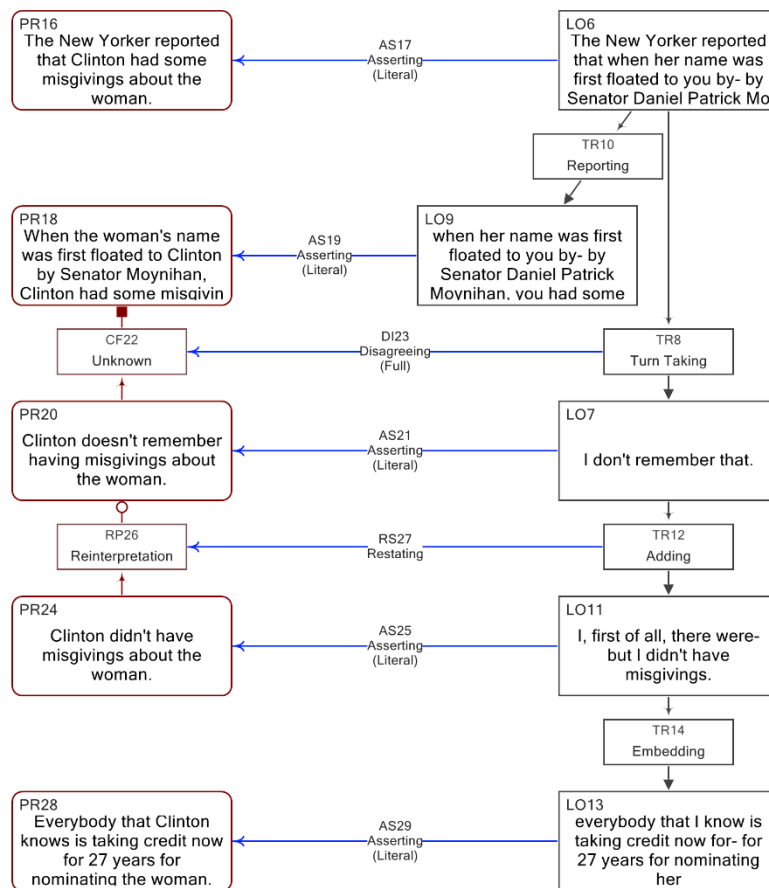 PR16
The New Yorker reported
that Clinton had some
misgivings about the
woman.
AS17
Asserting
(Literal)
LO6
The New Yorker reported
that when her name was
first floated to you by- by
Senator Daniel Patrick Mo
TR10
Reporting
PR18
When the woman's name
was first floated to Clinton
by Senator Moynihan,
Clinton had some misgivin
AS19
Asserting
(Literal)
LO9
when her name was first
floated to you by- by
Senator Daniel Patrick
Moynihan, you had some
CF22
Unknown
DI23
Disagreeing
(Full)
TR8
Turn Taking
PR20
Clinton doesn't remember
having misgivings about
the woman.
AS21
Asserting
(Literal)
LO7
I don't remember that.
RP26
Reinterpretation
RS27
Restating
TR12
Adding
PR24
Clinton didn't have
misgivings about the
woman.
AS25
Asserting
(Literal)
LO11
I, first of all, there were-
but I didn't have
misgivings.
TR14
Embedding
PR28
Everybody that Clinton
knows is taking credit now
for 27 years for
nominating the woman.
AS29
Asserting
(Literal)
LO13
everybody that I know is
taking credit now for- for
27 years for nominating
her